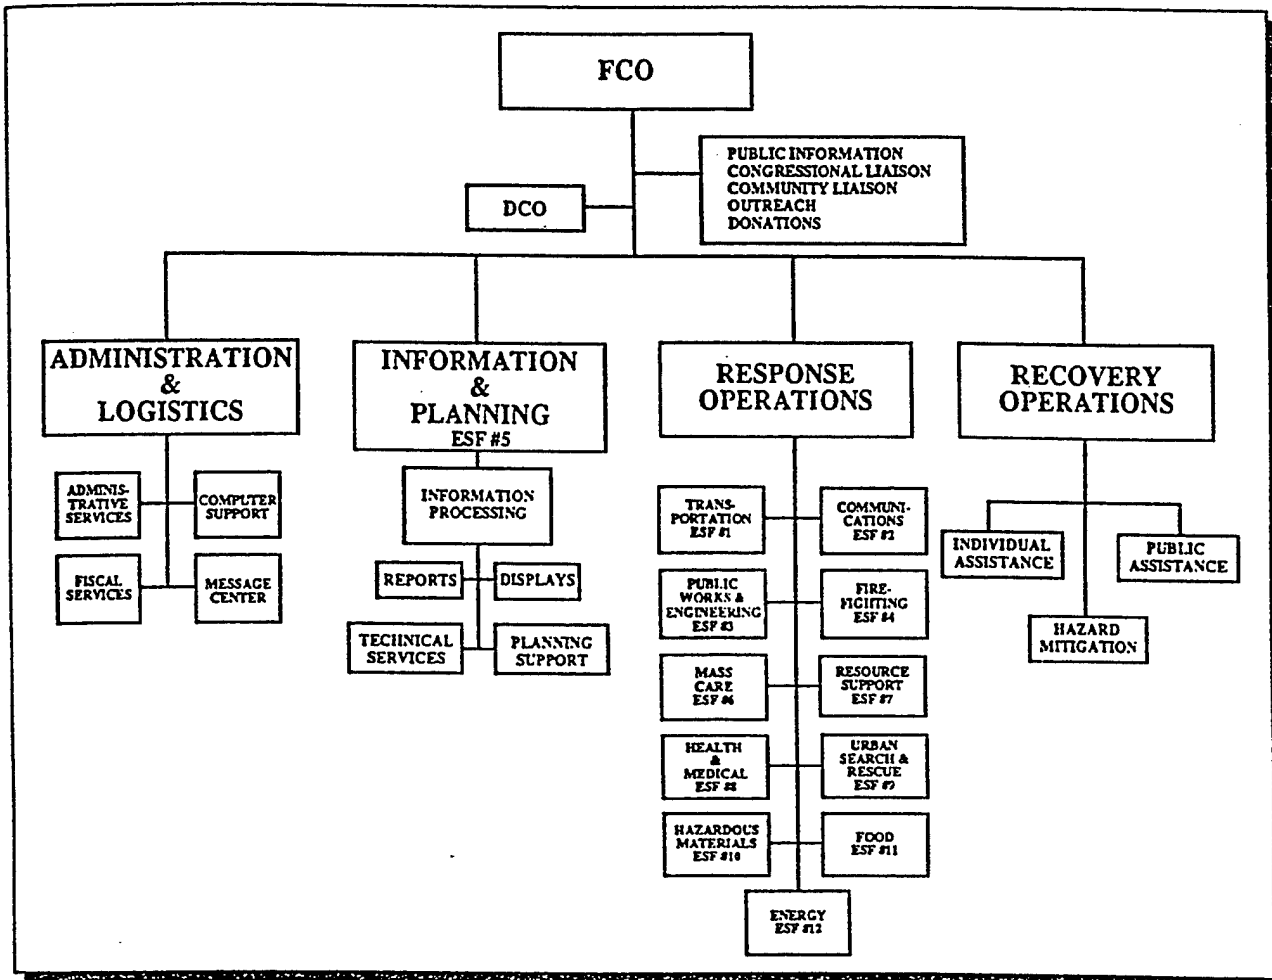 FCO
PUBLIC INFORMATION
CONGRESSIONAL LIAISON
COMMUNITY LIAISON
OUTREACH
DONATIONS
DCO
ADMINISTRATION
&
LOGISTICS
INFORMATION
&
PLANNING
ESF #5
RESPONSE
OPERATIONS
RECOVERY
OPERATIONS
ADMINIS-
TRATIVE
SERVICES
COMPUTER
SUPPORT
FISCAL
SERVICES
MESSAGE
CENTER
INFORMATION
PROCESSING
REPORTS
DISPLAYS
TECHNICAL
SERVICES
PLANNING
SUPPORT
TRANS-
PORTATION
ESF #1
COMMUNI-
CATIONS
ESF #2
PUBLIC
WORKS &
ENGINEERING
ESF #3
FIRE-
FIGHTING
ESF #4
MASS
CARE
ESF #6
RESOURCE
SUPPORT
ESF #7
HEALTH
&
MEDICAL
ESF #8
URBAN
SEARCH &
RESCUE
ESF #9
HAZARDOUS
MATERIALS
ESF #10
FOOD
ESF #11
ENERGY
ESF #12
INDIVIDUAL
ASSISTANCE
PUBLIC
ASSISTANCE
HAZARD
MITIGATION